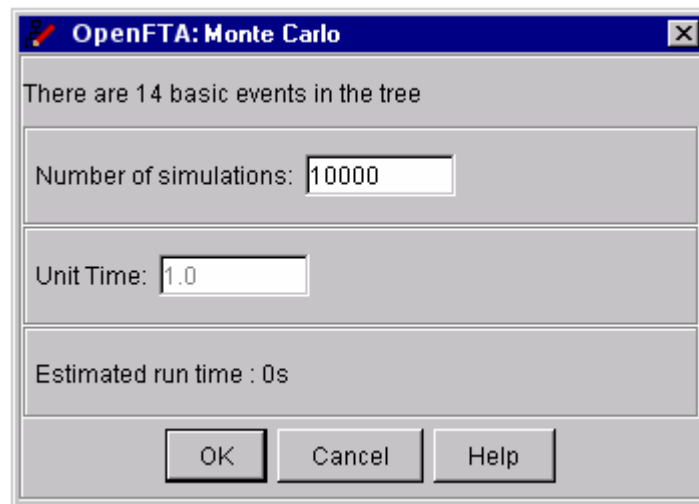 OpenFTA: Monte Carlo
There are 14 basic events in the tree
Number of simulations: 10000
Unit Time: 1.0
Estimated run time : 0s
OK Cancel Help